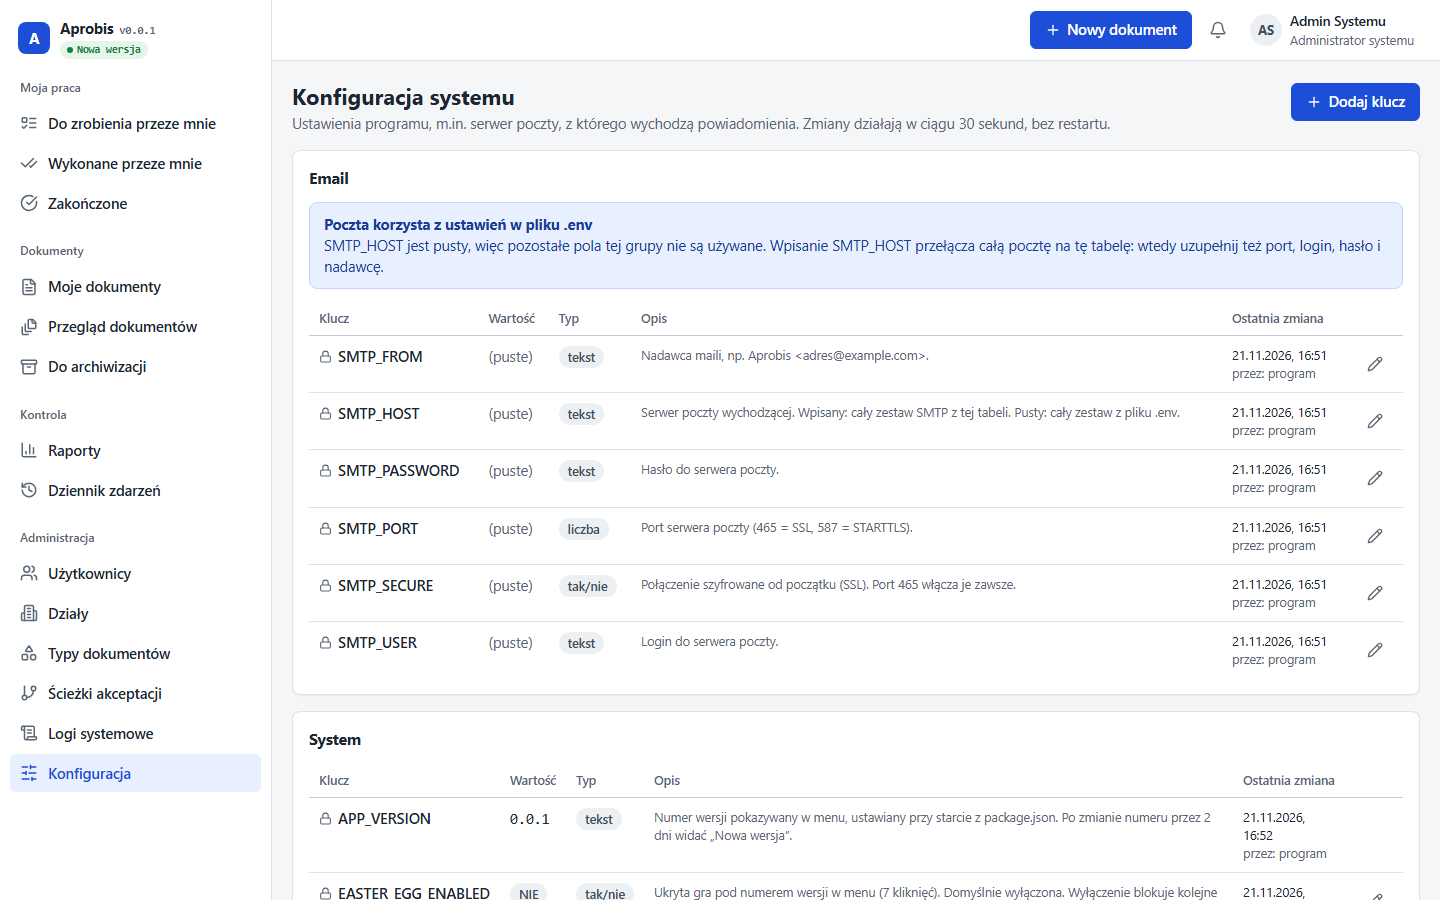 A
Aprobis v0.0.1
Nowa wersja
Moja praca
Do zrobienia przeze mnie
Wykonane przeze mnie
Zakończone
Dokumenty
Moje dokumenty
Przegląd dokumentów
Do archiwizacji
Kontrola
Raporty
Dziennik zdarzeń
Administracja
Użytkownicy
Działy
Typy dokumentów
Ścieżki akceptacji
Logi systemowe
Konfiguracja
Nowy dokument
AS
Admin Systemu
Administrator systemu
Konfiguracja systemu
Ustawienia programu, m.in. serwer poczty, z którego wychodzą powiadomienia. Zmiany działają w ciągu 30 sekund, bez restartu.
Dodaj klucz
Email
Poczta korzysta z ustawień w pliku .env
SMTP_HOST jest pusty, więc pozostałe pola tej grupy nie są używane. Wpisanie SMTP_HOST przełącza całą pocztę na tę tabelę: wtedy uzupełnij też port, login, hasło i
nadawcę.
Klucz Wartość Typ Opis Ostatnia zmiana
SMTP_FROM (puste) tekst Nadawca maili, np. Aprobis <adres@example.com>. 21.11.2026, 16:51
przez: program
SMTP_HOST (puste) tekst Serwer poczty wychodzącej. Wpisany: cały zestaw SMTP z tej tabeli. Pusty: cały zestaw z pliku .env. 21.11.2026, 16:51
przez: program
SMTP_PASSWORD (puste) tekst Hasło do serwera poczty. 21.11.2026, 16:51
przez: program
SMTP_PORT (puste) liczba Port serwera poczty (465 = SSL, 587 = STARTTLS). 21.11.2026, 16:51
przez: program
SMTP_SECURE (puste) tak/nie Połączenie szyfrowane od początku (SSL). Port 465 włącza je zawsze. 21.11.2026, 16:51
przez: program
SMTP_USER (puste) tekst Login do serwera poczty. 21.11.2026, 16:51
przez: program
System
Klucz Wartość Typ Opis Ostatnia zmiana
APP_VERSION 0.0.1 tekst Numer wersji pokazywany w menu, ustawiany przy starcie z package.json. Po zmianie numeru przez 2 21.11.2026,
dni widać „Nowa wersja”. 16:52
przez: program
EASTER_EGG_ENABLED NIE tak/nie Ukryta gra pod numerem wersji w menu (7 kliknięć). Domyślnie wyłączona. Wyłączenie blokuje kolejne 21.11.2026,